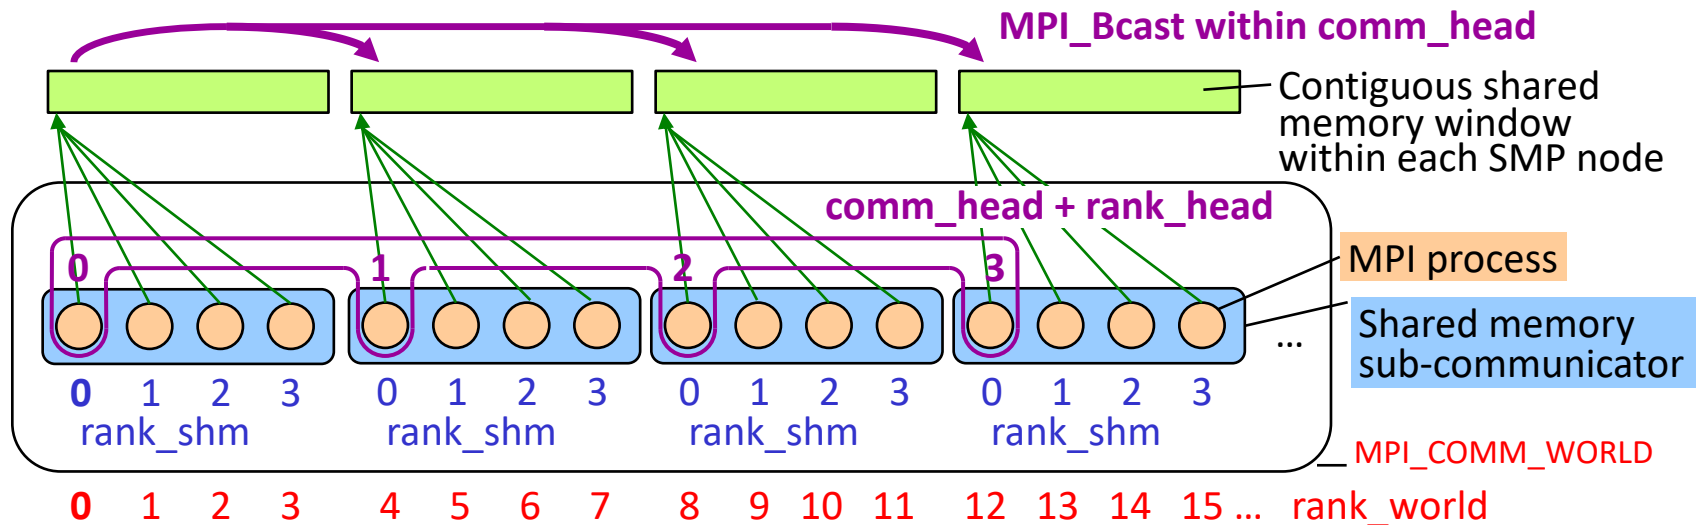 MPI_Bcast within comm_head
Contiguous shared
memory window
within each SMP node
comm_head + rank_head
0 1 2 3
MPI process
Shared memory
sub-communicator
...
0 1 2 3 0 1 2 3 0 1 2 3 0 1 2 3
rank_shm rank_shm rank_shm rank_shm
MPI_COMM_WORLD
0 1 2 3 4 5 6 7 8 9 10 11 12 13 14 15 ... rank_world